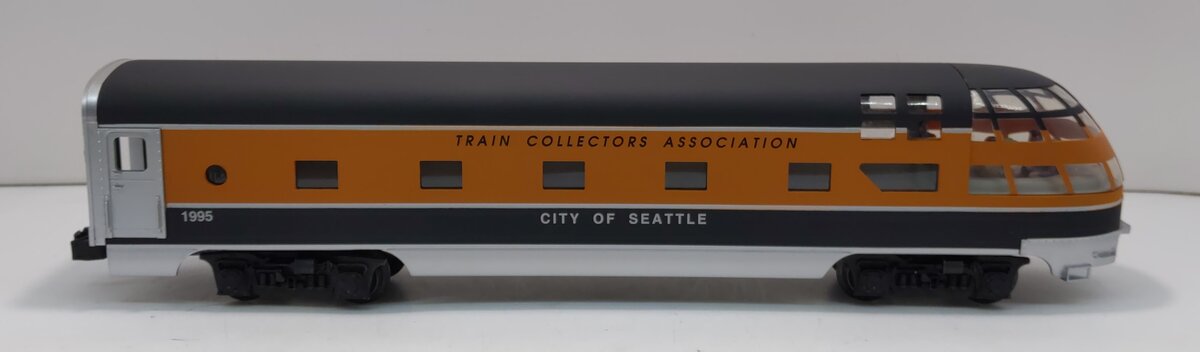 TRAIN COLLECTORS ASSOCIATION
1995
CITY OF SEATTLE